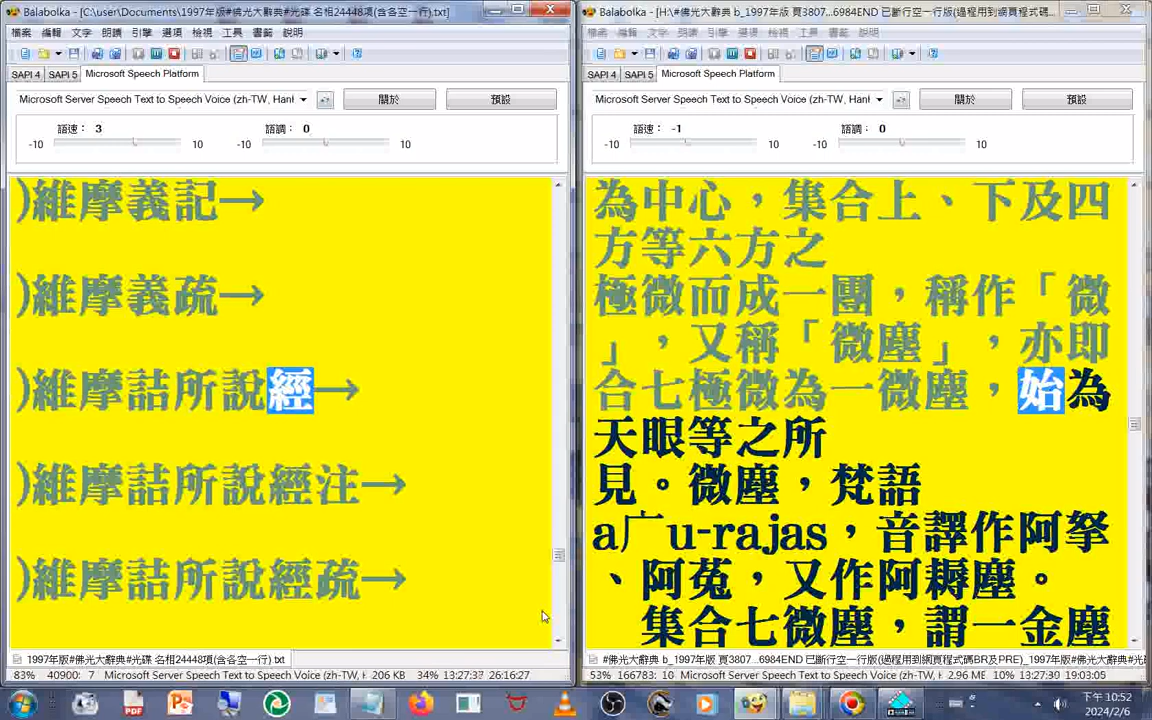 Balabolka - [C:\user\Documents\1997年版#佛光大辭典#光碟 名相24448項(含各空一行).txt]
檔案 編輯 文字 朗讀 引擎 選項 檢視 工具 書籤 說明
SAPI 4 SAPI 5 Microsoft Speech Platform
Microsoft Server Speech Text to Speech Voice (zh-TW, Hanl 關於 預設
語速： 3 語調： 0
-10 10 -10 10
)維摩義記→
)維摩義疏→
)維摩詰所說經→
)維摩詰所說經注→
)維摩詰所說經疏→
1997年版#佛光大辭典#光碟 名相24448項(含各空一行).txt
83% 40900: 7 Microsoft Server Speech Text to Speech Voice (zh-TW, H 206 KB 34% 13:27:37 26:16:27
Balabolka - [H:\#佛光大辭典 b_1997年版 頁3807...6984END 已斷行空一行版(過程用到網頁程式碼...
檔案 編輯 文字 朗讀 引擎 選項 檢視 工具 書籤 說明
SAPI 4 SAPI 5 Microsoft Speech Platform
Microsoft Server Speech Text to Speech Voice (zh-TW, Hanl 關於 預設
語速： -1 語調： 0
-10 10 -10 10
為中心，集合上、下及四
方等六方之
極微而成一團，稱作「微
」，又稱「微塵」，亦即
合七極微為一微塵，始為
天眼等之所
見。微塵，梵語
a广u-rajas，音譯作阿拏
、阿菟，又作阿耨塵。
集合七微塵，謂一金塵
#佛光大辭典 b_1997年版 頁3807...6984END 已斷行空一行版(過程用到網頁程式碼BR及PRE)_1997年版#佛光大辭典#光
53% 166783: 10 Microsoft Server Speech Text to Speech Voice (zh-TW, H 2.96 ME 10% 13:27:39 19:03:05
下午 10:52
2024/2/6